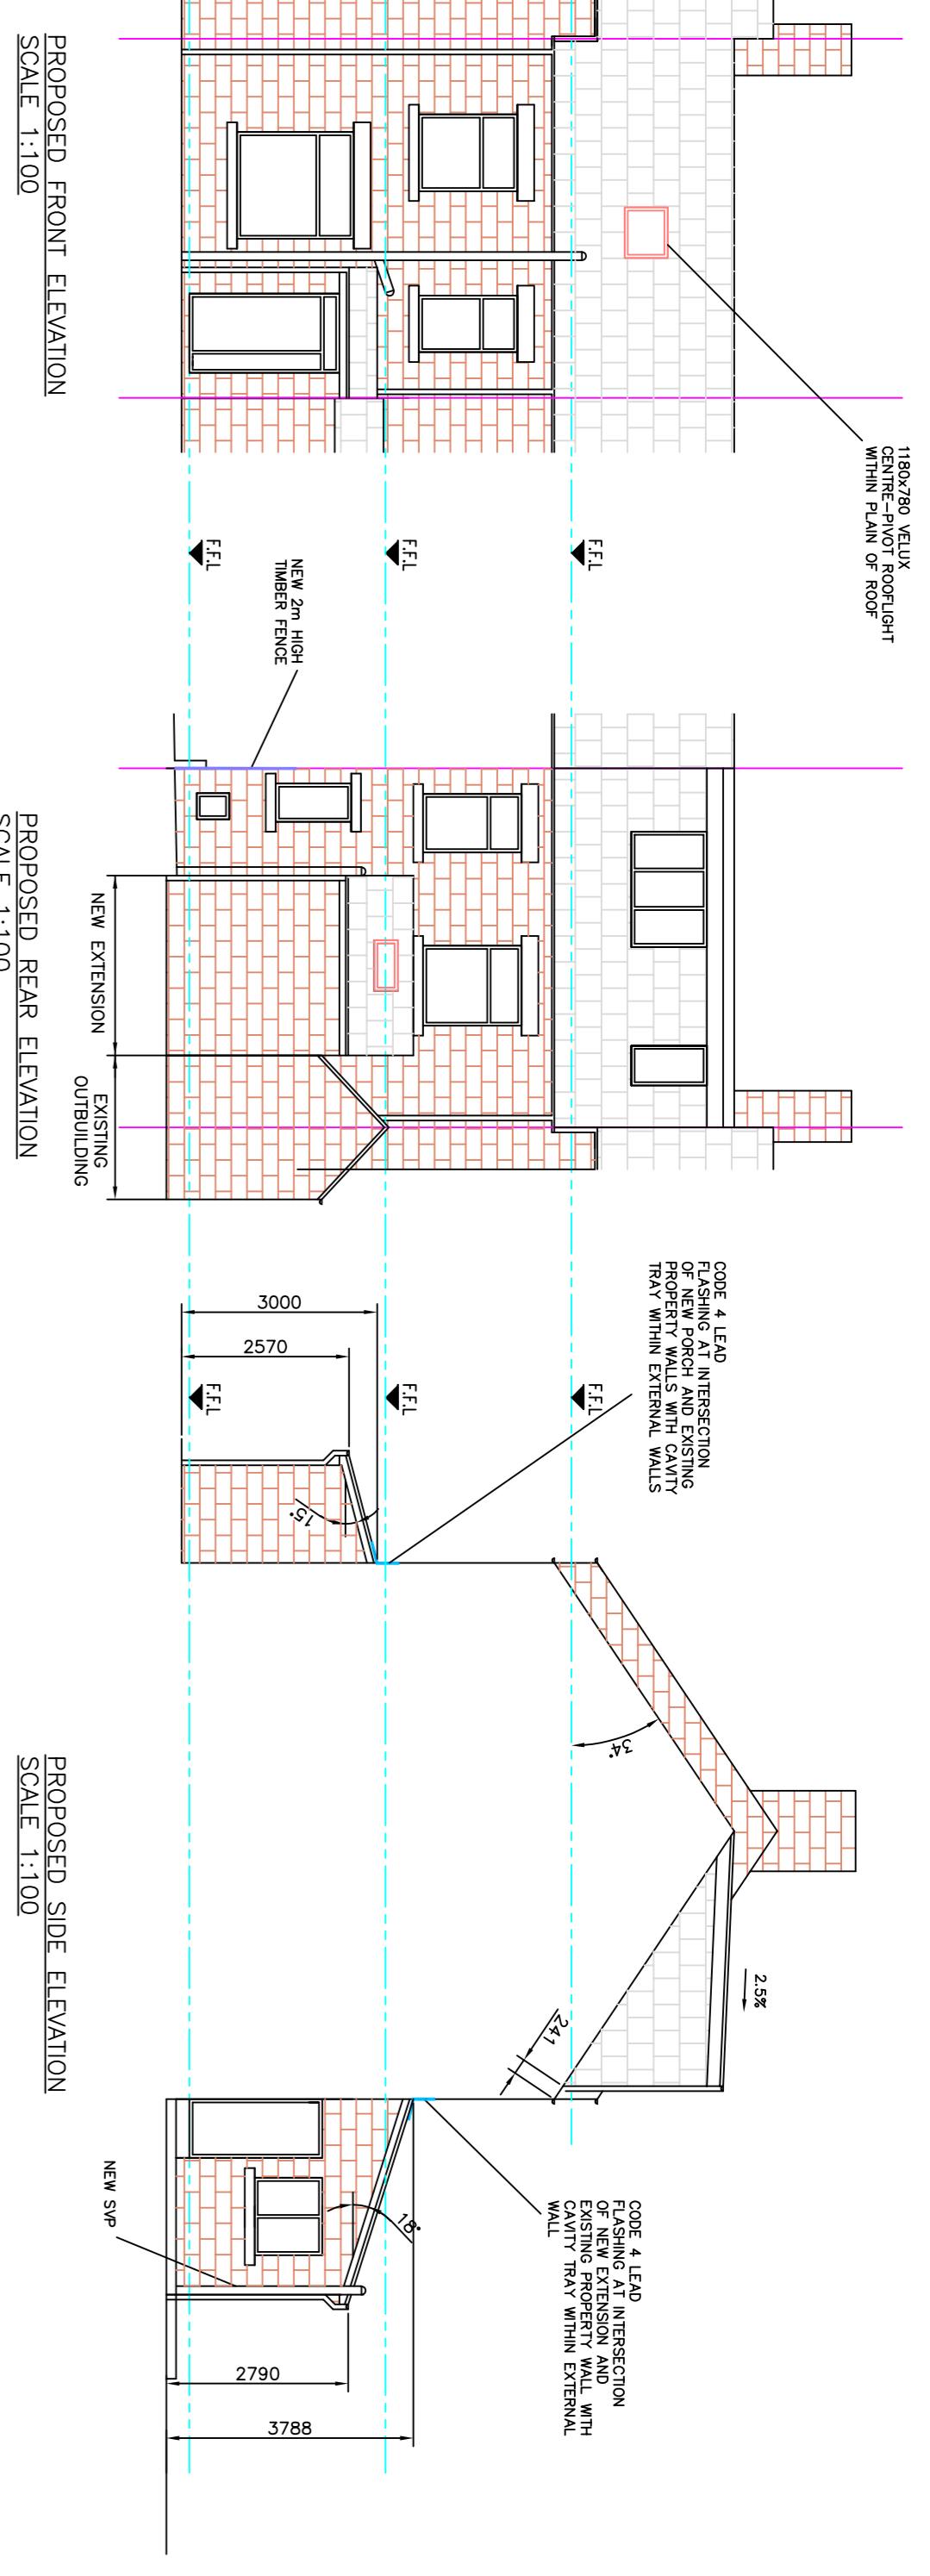 1180x780 VELUX
CENTRE-PIVOT ROOFLIGHT
WITHIN PLAIN OF ROOF
F.F.L
F.F.L
F.F.L
PROPOSED FRONT ELEVATION
SCALE 1:100
NEW 2m HIGH
TIMBER FENCE
NEW EXTENSION
EXISTING
OUTBUILDING
PROPOSED REAR ELEVATION
SCALE 1:100
CODE 4 LEAD
FLASHING AT INTERSECTION
OF NEW PORCH AND EXISTING
PROPERTY WALLS WITH CAVITY
TRAY WITHIN EXTERNAL WALLS
3000
2570
F.F.L
F.F.L
F.F.L
15°
34°
2.5%
241
CODE 4 LEAD
FLASHING AT INTERSECTION
OF NEW EXTENSION AND
EXISTING PROPERTY WALL WITH
CAVITY TRAY WITHIN EXTERNAL
WALL
18°
NEW SVP
2790
3788
PROPOSED SIDE ELEVATION
SCALE 1:100